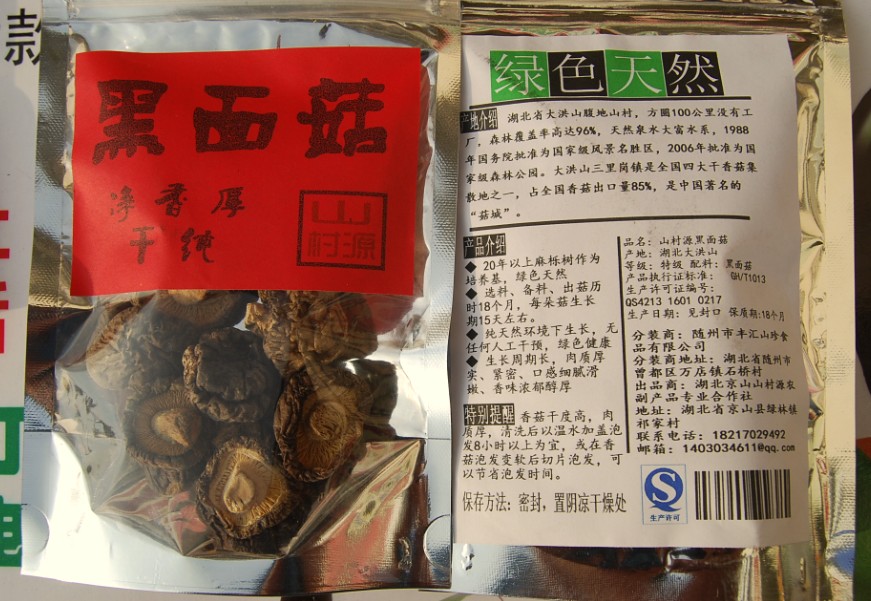 款
黑面菇
净香厚
干纯
山
村源
绿色天然
产地介绍 湖北省大洪山腹地山村，方圆100公里没有工
厂，森林覆盖率高达96%，天然泉水大富水系，1988
年国务院批准为国家级风景名胜区，2006年批准为国
家级森林公园。大洪山三里岗镇是全国四大干香菇集
散地之一，占全国香菇出口量85%，是中国著名的
“菇城”。
产品介绍
◆ 20年以上麻栎树作为
培养基，绿色天然
◆ 选料、备料、出菇历
时18个月，每朵菇生长
期15天左右。
◆ 纯天然环境下生长，无
任何人工干预，绿色健康
◆ 生长周期长，肉质厚
实、紧密、口感细腻滑
嫩、香味浓郁醇厚
特别提醒 香菇干度高，肉
质厚，清洗后以温水加盖泡
发8小时以上为宜，或在香
菇泡发变软后切片泡发，可
以节省泡发时间。
保存方法：密封，置阴凉干燥处
品名：山村源黑面菇
产地：湖北大洪山
等级：特级 配料：黑面菇
产品执行证标准： GH/T1013
生产许可证编号：
QS4213 1601 0217
生产日期：见封口 保质期:18个月
分装商：随州市丰汇山珍食
品有限公司
分装商地址：湖北省随州市
曾都区万店镇石桥村
出品商：湖北京山山村源农
副产品专业合作社
地址：湖北省京山县绿林镇
祁家村
联系电话：18217029492
邮箱：1403034611@qq.com
QS
生产许可